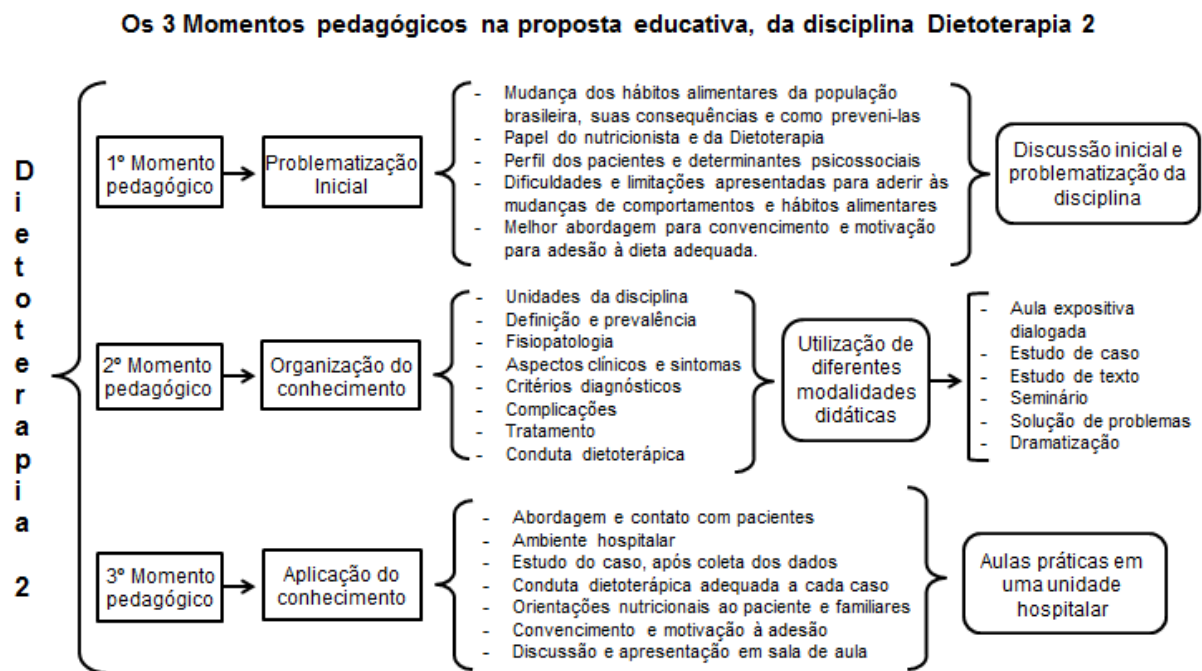 Os 3 Momentos pedagógicos na proposta educativa, da disciplina Dietoterapia 2
Dietoterapia 2
1º Momento
pedagógico
Problematização
Inicial
- Mudança dos hábitos alimentares da população
brasileira, suas consequências e como preveni-las
- Papel do nutricionista e da Dietoterapia
- Perfil dos pacientes e determinantes psicossociais
- Dificuldades e limitações apresentadas para aderir às
mudanças de comportamentos e hábitos alimentares
- Melhor abordagem para convencimento e motivação
para adesão à dieta adequada.
Discussão inicial e
problematização da
disciplina
2º Momento
pedagógico
Organização do
conhecimento
- Unidades da disciplina
- Definição e prevalência
- Fisiopatologia
- Aspectos clínicos e sintomas
- Critérios diagnósticos
- Complicações
- Tratamento
- Conduta dietoterápica
Utilização de
diferentes
modalidades
didáticas
- Aula expositiva
dialogada
- Estudo de caso
- Estudo de texto
- Seminário
- Solução de problemas
- Dramatização
3º Momento
pedagógico
Aplicação do
conhecimento
- Abordagem e contato com pacientes
- Ambiente hospitalar
- Estudo do caso, após coleta dos dados
- Conduta dietoterápica adequada a cada caso
- Orientações nutricionais ao paciente e familiares
- Convencimento e motivação à adesão
- Discussão e apresentação em sala de aula
Aulas práticas em
uma unidade
hospitalar